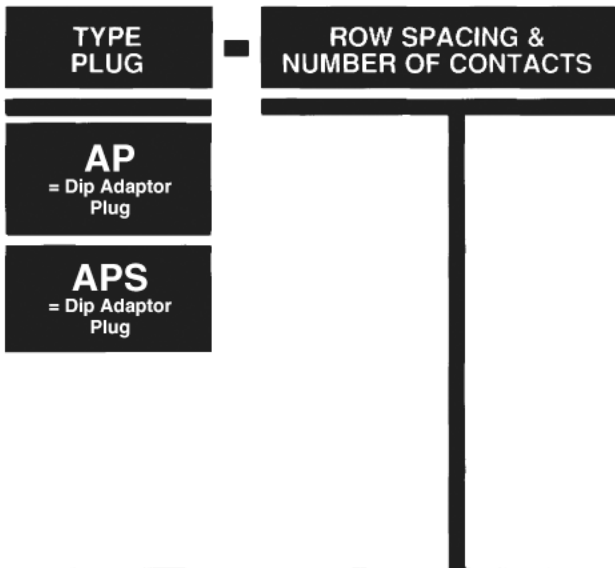 TYPE
PLUG
-
ROW SPACING &
NUMBER OF CONTACTS
AP
= Dip Adaptor
Plug
APS
= Dip Adaptor
Plug